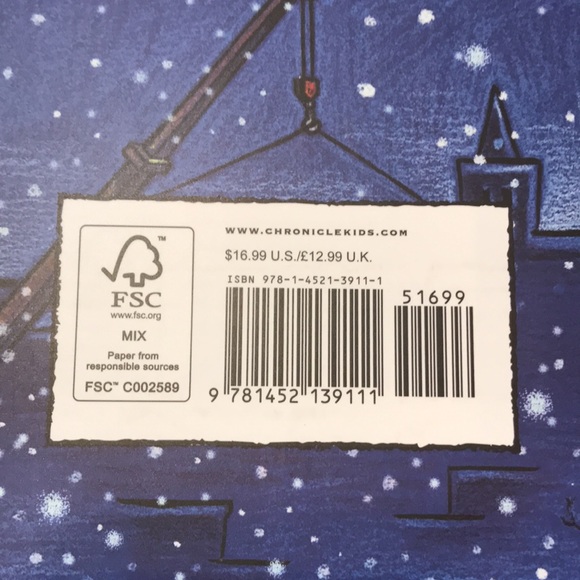 FSC™
www.fsc.org
MIX
Paper from
responsible sources
FSC™ C002589
WWW.CHRONICLEKIDS.COM
$16.99 U.S./£12.99 U.K.
ISBN 978-1-4521-3911-1
51699
9 781452 139111